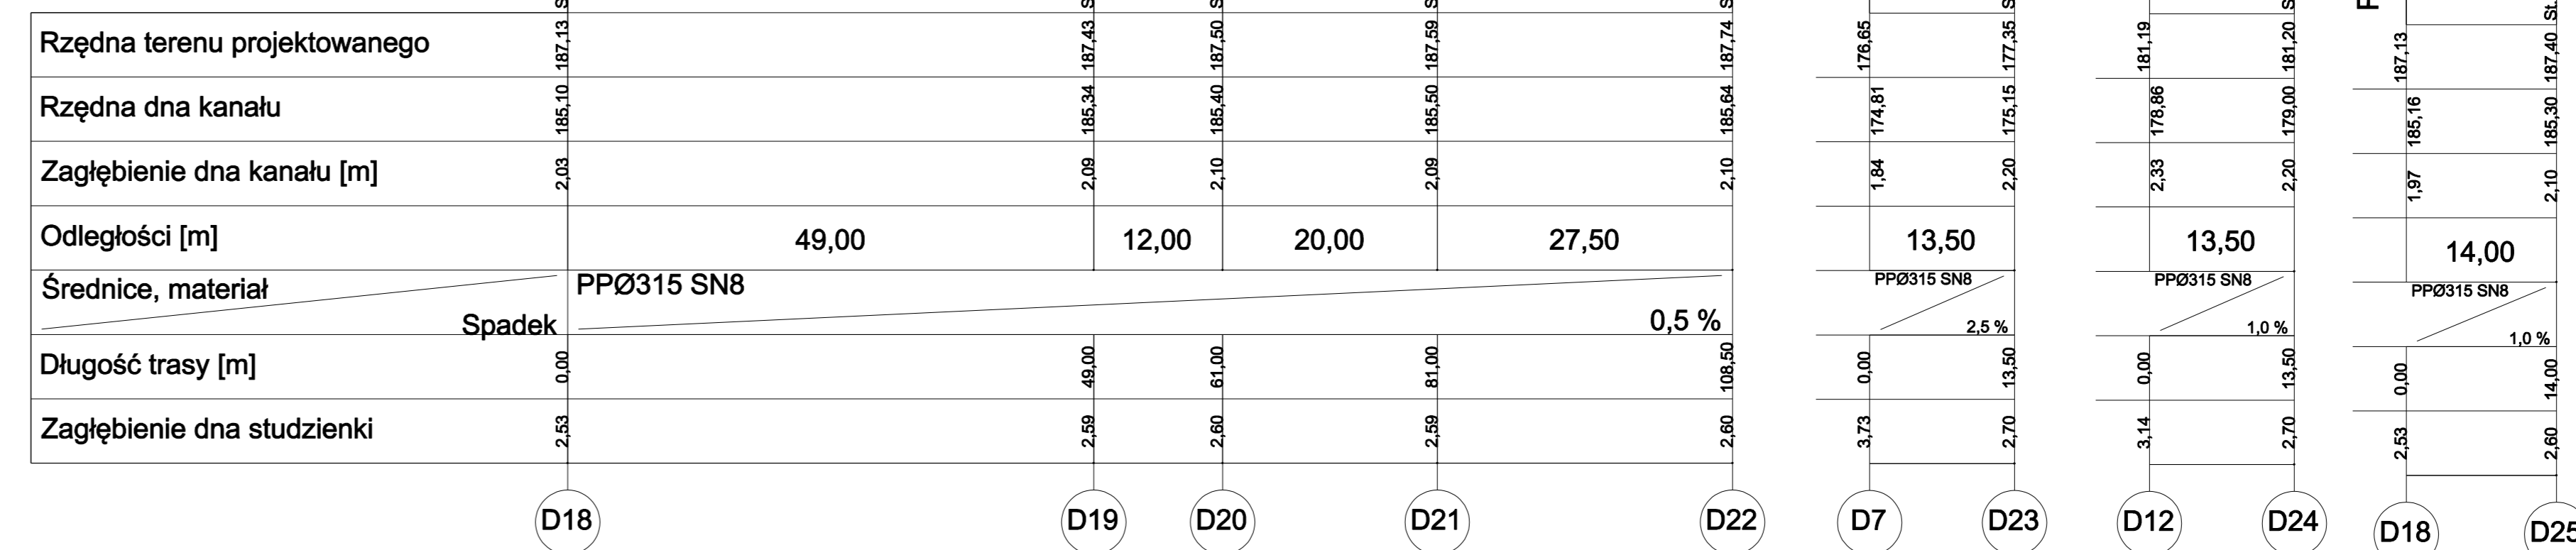 Rzędna terenu projektowanego 187,13 187,43 187,50 187,59 187,74 176,65 177,35 181,19 181,20 187,13 187,40
Rzędna dna kanału 185,10 185,34 185,40 185,50 185,64 174,81 175,15 178,86 179,00 185,16 185,30
Zagłębienie dna kanału [m] 2,03 2,09 2,10 2,09 2,10 1,84 2,20 2,33 2,20 1,97 2,10
Odległości [m] 49,00 12,00 20,00 27,50 13,50 13,50 14,00
Średnice, materiał PPØ315 SN8 PPØ315 SN8 PPØ315 SN8 PPØ315 SN8
Spadek 0,5 % 2,5 % 1,0 % 1,0 %
Długość trasy [m] 0,00 49,00 61,00 81,00 108,50 0,00 13,50 0,00 13,50 0,00 14,00
Zagłębienie dna studzienki 2,53 2,59 2,60 2,59 2,60 3,73 2,70 3,14 2,70 2,53 2,60
D18 D19 D20 D21 D22 D7 D23 D12 D24 D18 D25